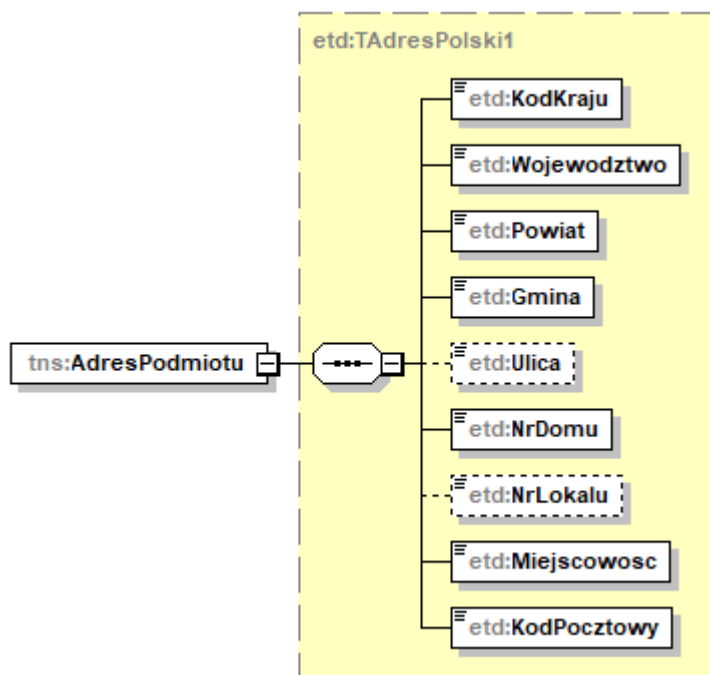 etd:TAdresPolski1
etd:KodKraju
etd:Wojewodztwo
etd:Powiat
etd:Gmina
tns:AdresPodmiotu
etd:Ulica
etd:NrDomu
etd:NrLokalu
etd:Miejscowosc
etd:KodPocztowy